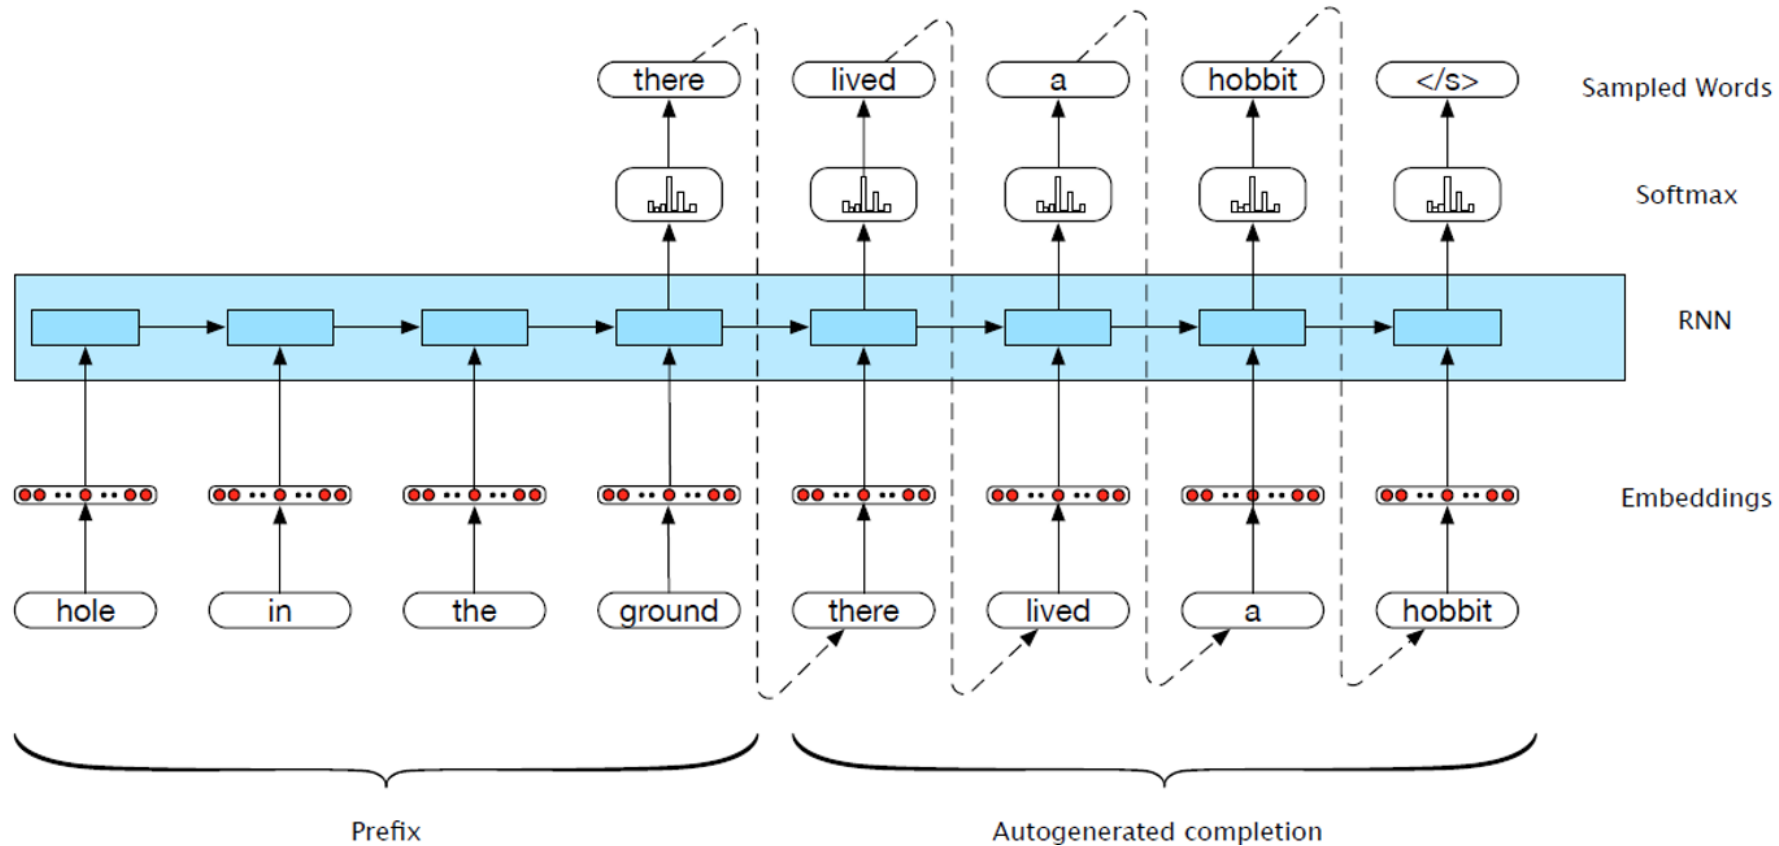 there lived a hobbit </s> Sampled Words
Softmax
RNN
Embeddings
hole in the ground there lived a hobbit
Prefix Autogenerated completion